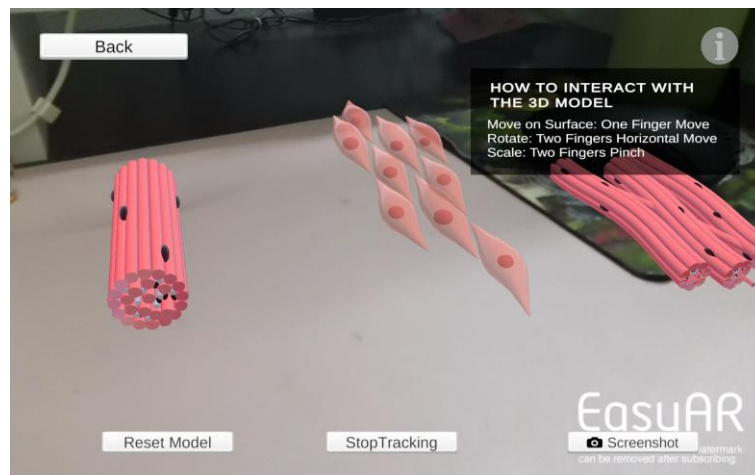 Back
i
HOW TO INTERACT WITH
THE 3D MODEL
Move on Surface: One Finger Move
Rotate: Two Fingers Horizontal Move
Scale: Two Fingers Pinch
EasyAR
Reset Model
StopTracking
Screenshot
watermark
can be removed after subscribing.